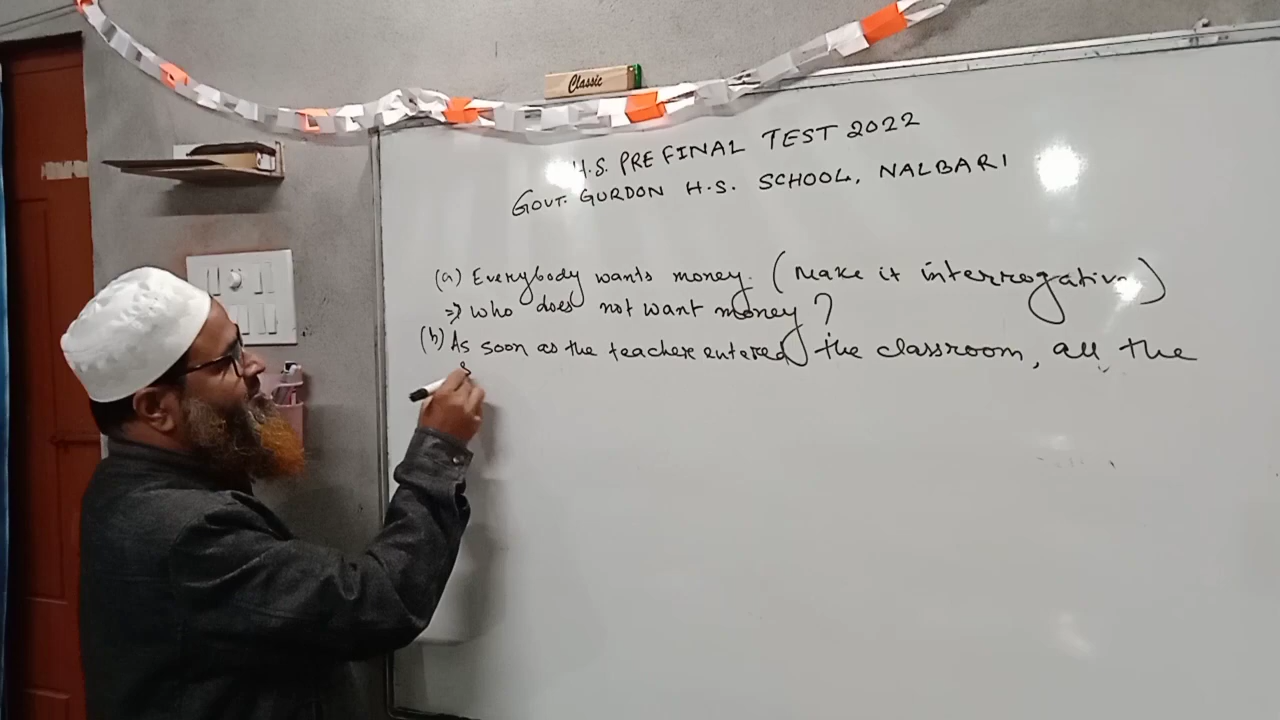 Classic
H.S. PRE FINAL TEST 2022
GOVT. GURDON H.S. SCHOOL, NALBARI
(a) Everybody wants money. (Make it interrogative)
=> Who does not want money?
(b) As soon as the teacher entered the classroom, all the
s